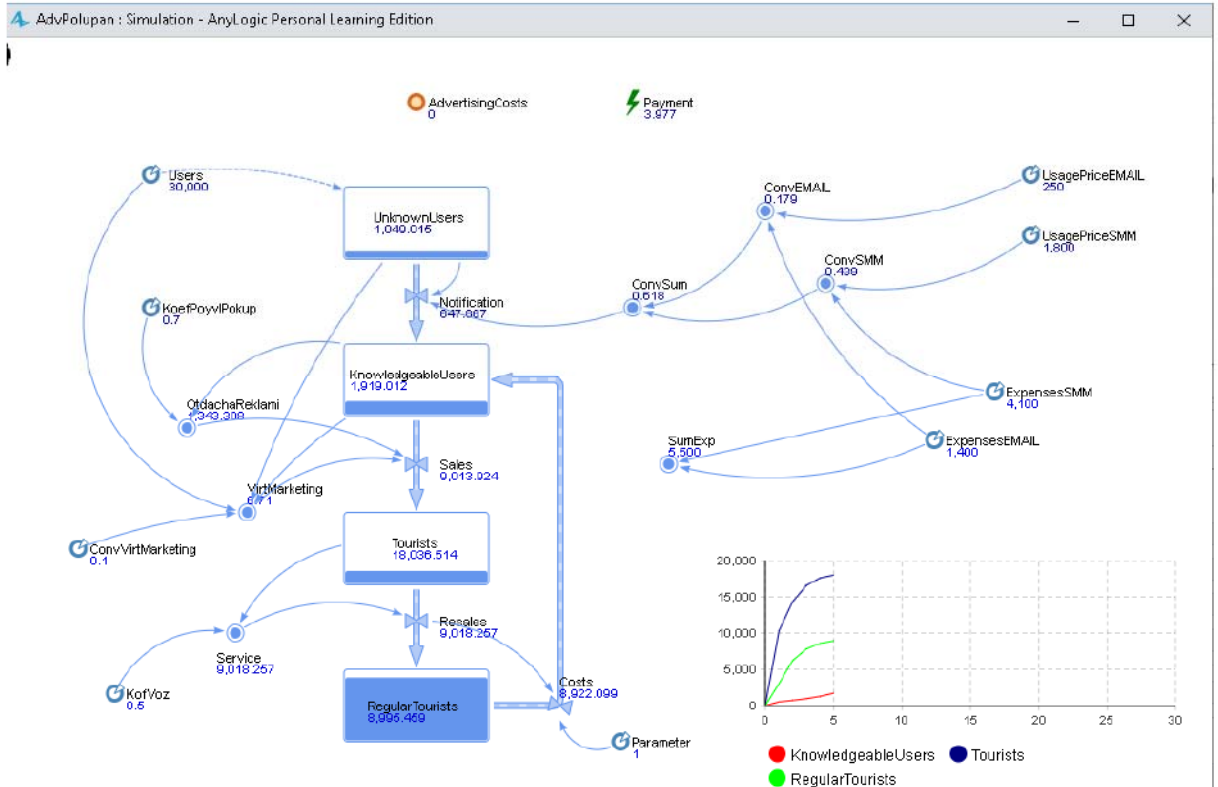 AdvPolupan : Simulation - AnyLogic Personal Learning Edition
AdvertisingCosts
0
Payment
3.977
Users
30,000
UnknownUsers
1,049.015
ConvEMAIL
0.179
UsagePriceEMAIL
250
UsagePriceSMM
1,800
ConvSMM
0.439
ConvSum
0.618
KoefPoyvlPokup
0.7
Notification
647.867
KnowledgeableUsers
1,919.012
ExpensesSMM
4,100
OtdachaReklami
1,343.308
SumExp
5,500
ExpensesEMAIL
1,400
Sales
9,013.924
VirtMarketing
ConvVirtMarketing
0.1
Tourists
18,036.514
Resales
9,018.257
Service
9,018.257
KofVoz
0.5
RegularTourists
8,995.469
Costs
8,922.099
Parameter
1
20,000
15,000
10,000
5,000
0
0
5
10
15
20
25
30
KnowledgeableUsers
Tourists
RegularTourists